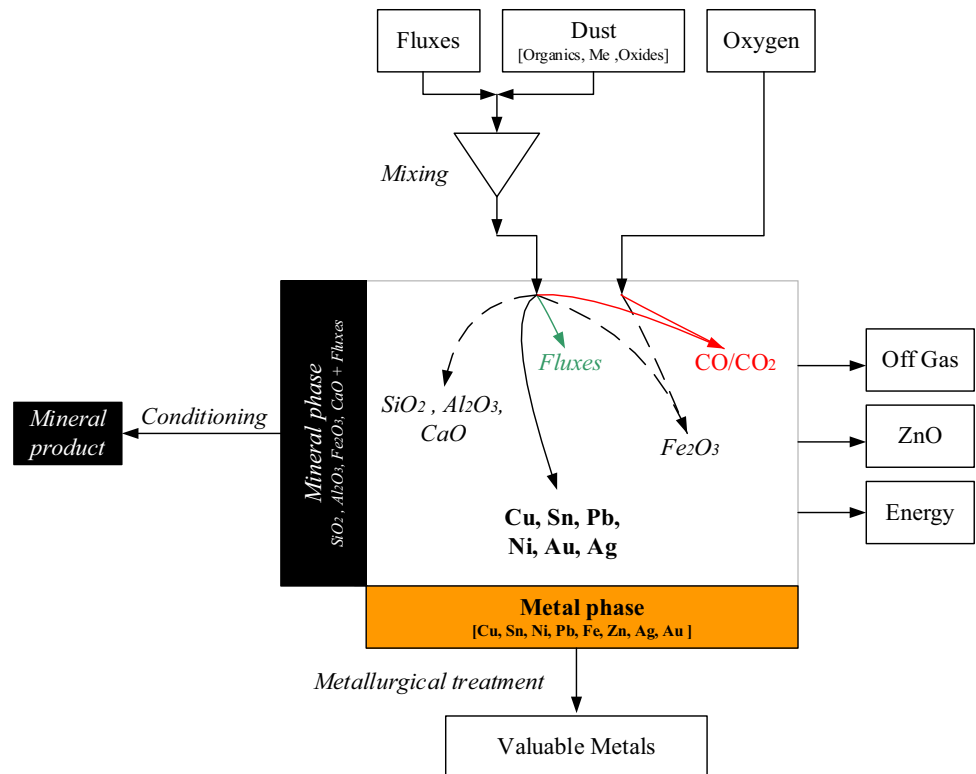 Fluxes
Dust
[Organics, Me ,Oxides]
Oxygen
Mixing
Mineral phase
SiO2 , Al2O3, Fe2O3, CaO + Fluxes
Fluxes
CO/CO2
SiO2 , Al2O3,
CaO
Fe2O3
Cu, Sn, Pb,
Ni, Au, Ag
Off Gas
ZnO
Energy
Conditioning
Mineral
product
Metal phase
[Cu, Sn, Ni, Pb, Fe, Zn, Ag, Au ]
Metallurgical treatment
Valuable Metals